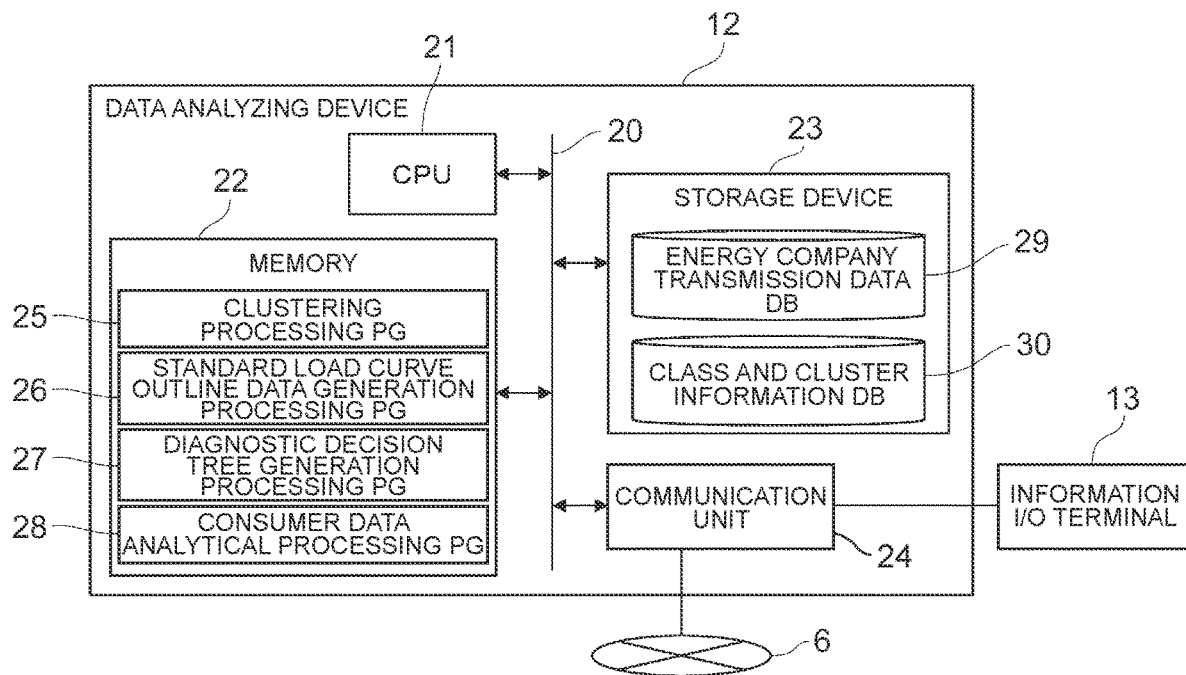 12
DATA ANALYZING DEVICE
21
CPU
20
22
MEMORY
25
CLUSTERING
PROCESSING PG
26
STANDARD LOAD CURVE
OUTLINE DATA GENERATION
PROCESSING PG
27
DIAGNOSTIC DECISION
TREE GENERATION
PROCESSING PG
28
CONSUMER DATA
ANALYTICAL PROCESSING PG
23
STORAGE DEVICE
ENERGY COMPANY
TRANSMISSION DATA
DB
29
CLASS AND CLUSTER
INFORMATION DB
30
COMMUNICATION
UNIT
24
13
INFORMATION
I/O TERMINAL
6